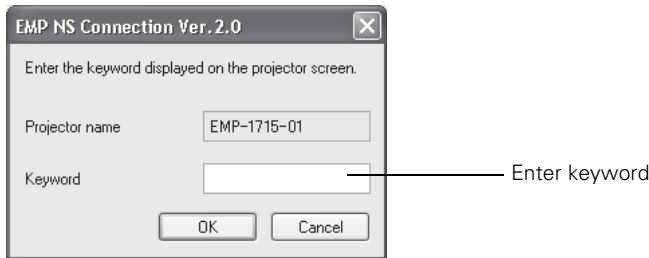 EMP NS Connection Ver.2.0
Enter the keyword displayed on the projector screen.
Projector name EMP-1715-01
Keyword
Enter keyword
OK Cancel